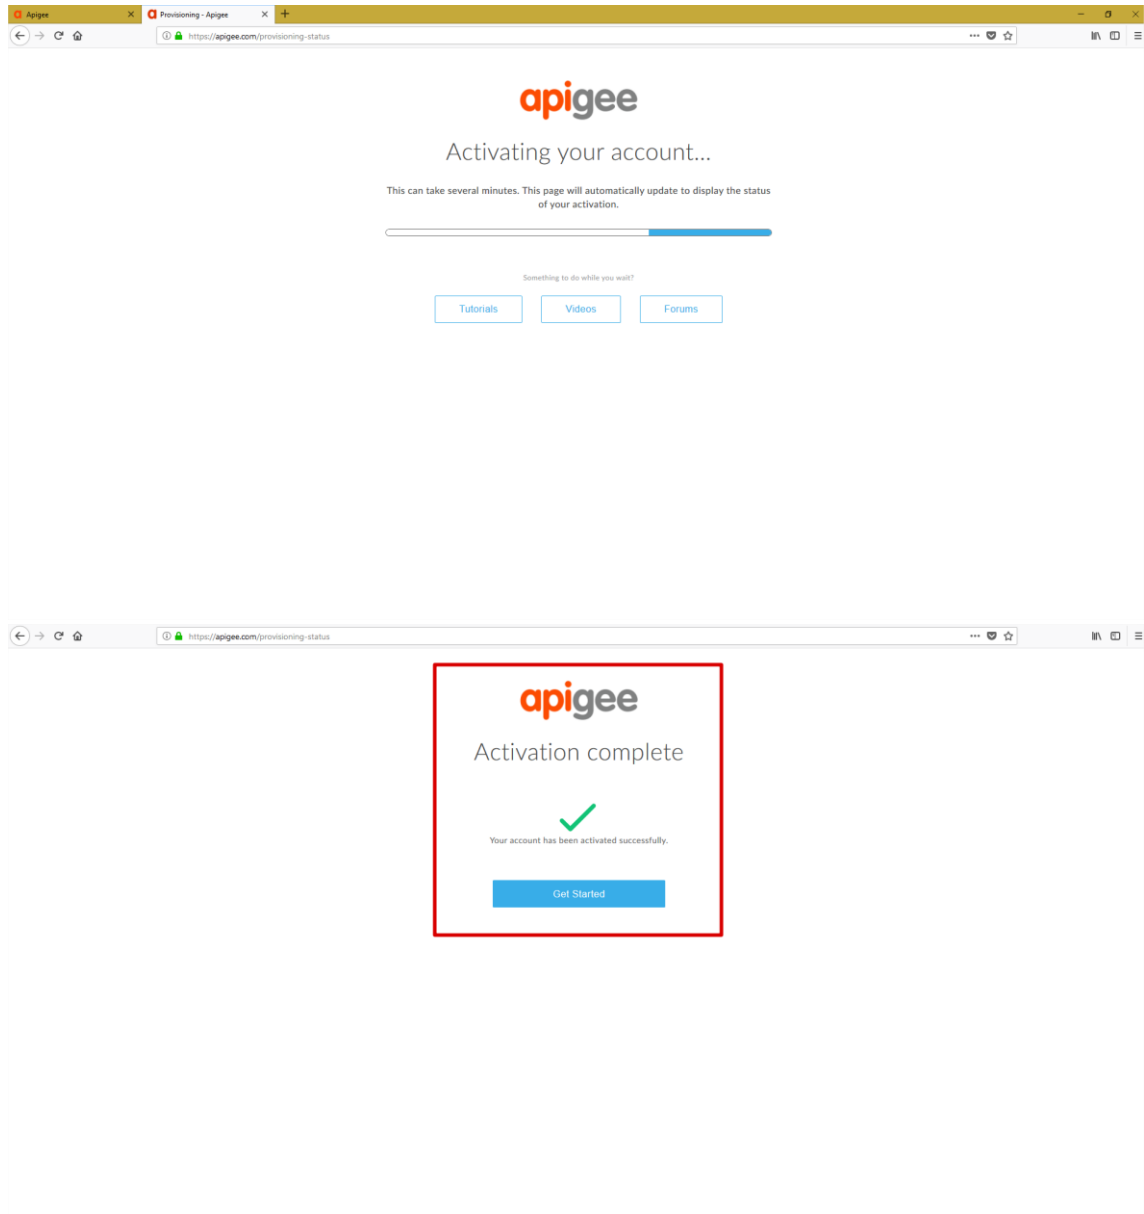 Apigee
Provisioning - Apigee
https://apigee.com/provisioning-status
apigee
Activating your account...
This can take several minutes. This page will automatically update to display the status
of your activation.
Something to do while you wait?
Tutorials Videos Forums
https://apigee.com/provisioning-status
apigee
Activation complete
Your account has been activated successfully.
Get Started